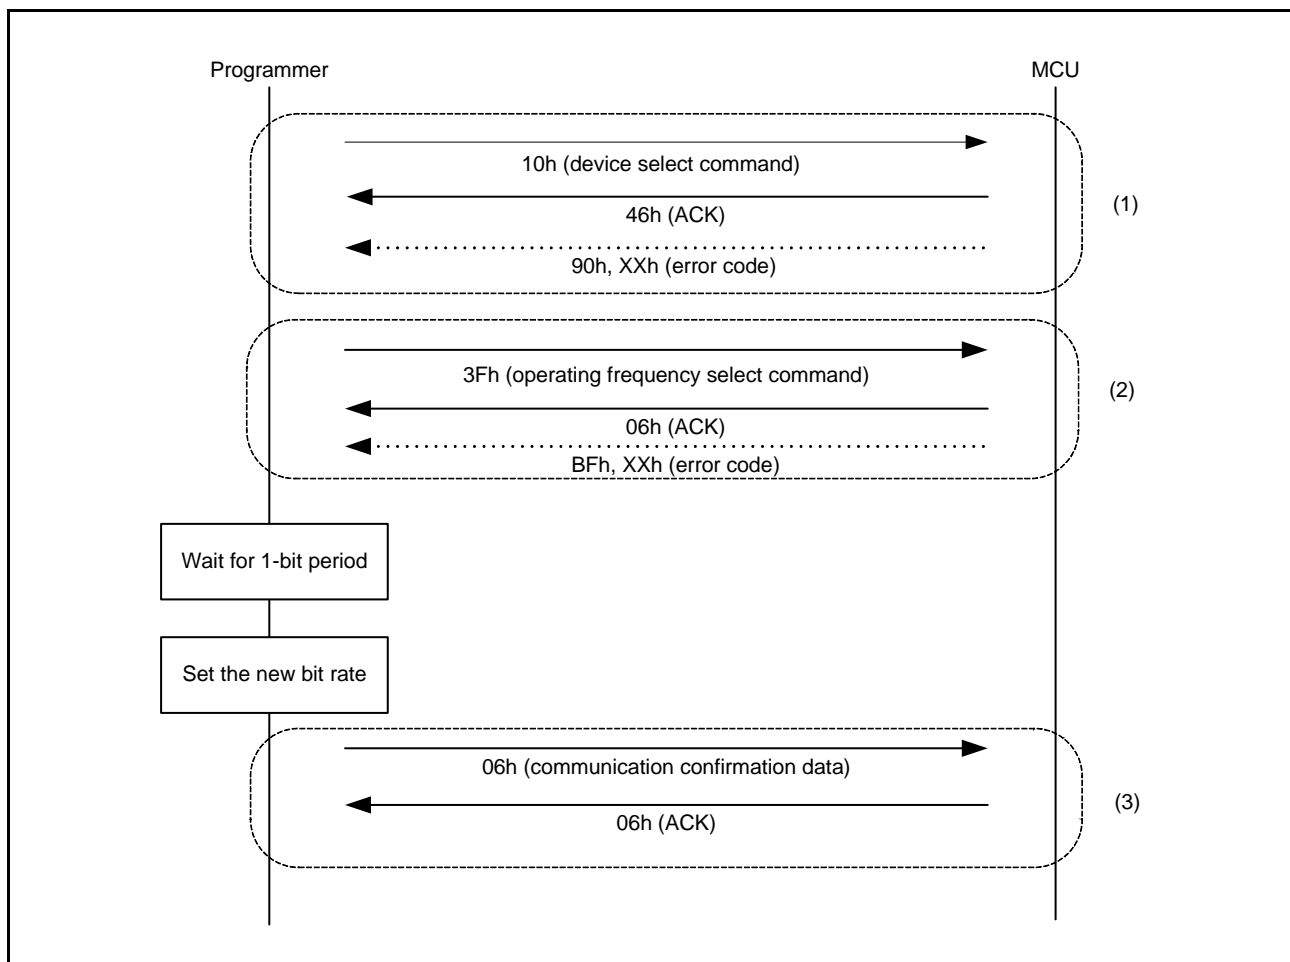 Programmer
MCU
10h (device select command)
46h (ACK)
90h, XXh (error code)
(1)
3Fh (operating frequency select command)
06h (ACK)
BFh, XXh (error code)
(2)
Wait for 1-bit period
Set the new bit rate
06h (communication confirmation data)
06h (ACK)
(3)